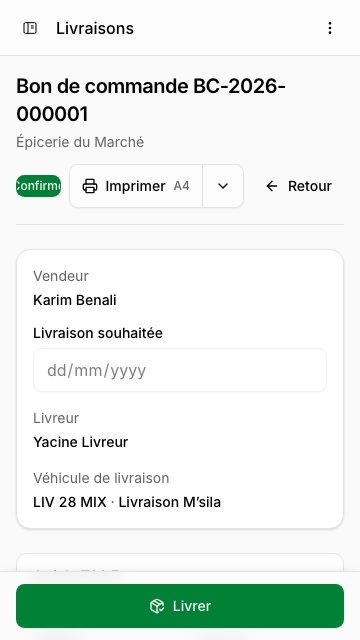 Livraisons
Bon de commande BC-2026-
000001
Épicerie du Marché
Imprimer A4
Retour
Vendeur
Karim Benali
Livraison souhaitée
dd/mm/yyyy
Livreur
Yacine Livreur
Véhicule de livraison
LIV 28 MIX · Livraison M’sila
Livrer